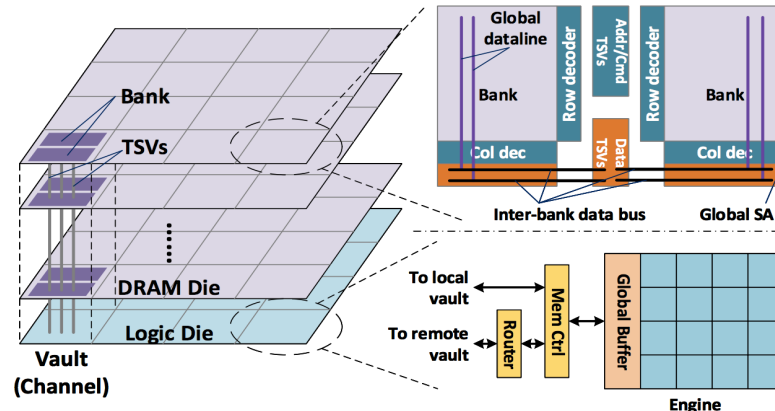 Bank
TSVs
DRAM Die
Logic Die
Vault
(Channel)
Global
dataline
Bank
Row decoder
Addr/Cmd
TSVs
Row decoder
Bank
Col dec
Data
TSVs
Col dec
Inter-bank data bus
Global SA
To local
vault
To remote
vault
Router
Mem Ctrl
Global Buffer
Engine